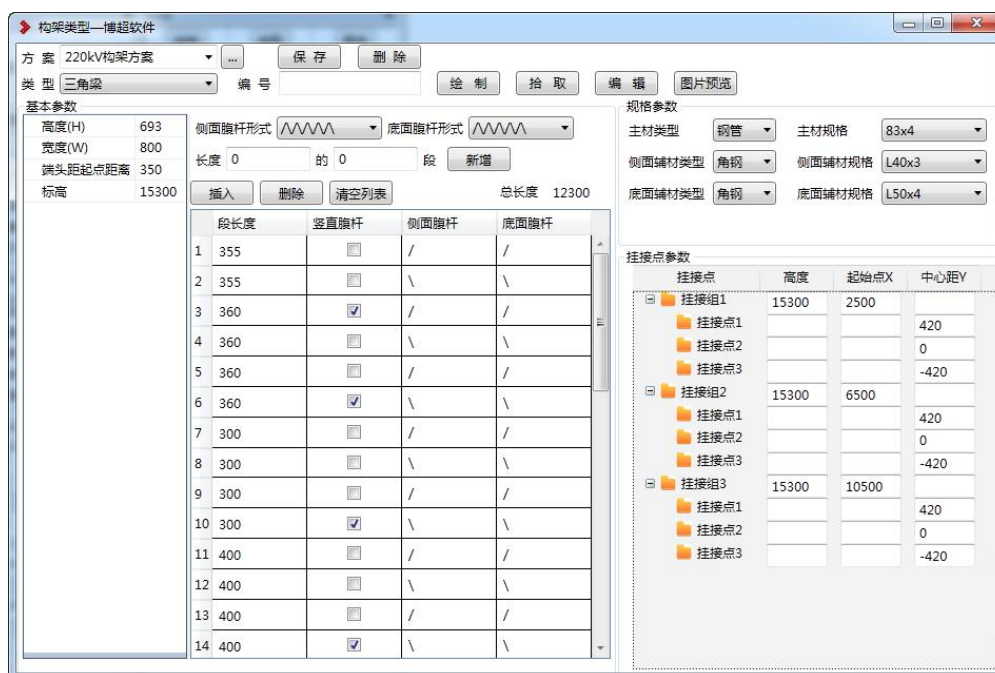 构架类型—博超软件
方 案 220kV构架方案 ... 保 存 删 除
类 型 三角梁 编 号 绘 制 拾 取 编 辑 图片预览
基本参数
高度(H) 693
宽度(W) 800
端头距起点距离 350
标高 15300
侧面腹杆形式 底面腹杆形式
长度 0 的 0 段 新增
插入 删除 清空列表 总长度 12300
段长度 竖直腹杆 侧面腹杆 底面腹杆
1 355 / /
2 355 \ \
3 360 / /
4 360 \ \
5 360 / /
6 360 \ \
7 300 / /
8 300 \ \
9 300 / /
10 300 \ \
11 400 / /
12 400 \ \
13 400 / /
14 400 \ \
规格参数
主材类型 钢管 主材规格 83x4
侧面辅材类型 角钢 侧面辅材规格 L40x3
底面辅材类型 角钢 底面辅材规格 L50x4
挂接点参数
挂接点 高度 起始点X 中心距Y
挂接组1 15300 2500
挂接点1 420
挂接点2 0
挂接点3 -420
挂接组2 15300 6500
挂接点1 420
挂接点2 0
挂接点3 -420
挂接组3 15300 10500
挂接点1 420
挂接点2 0
挂接点3 -420